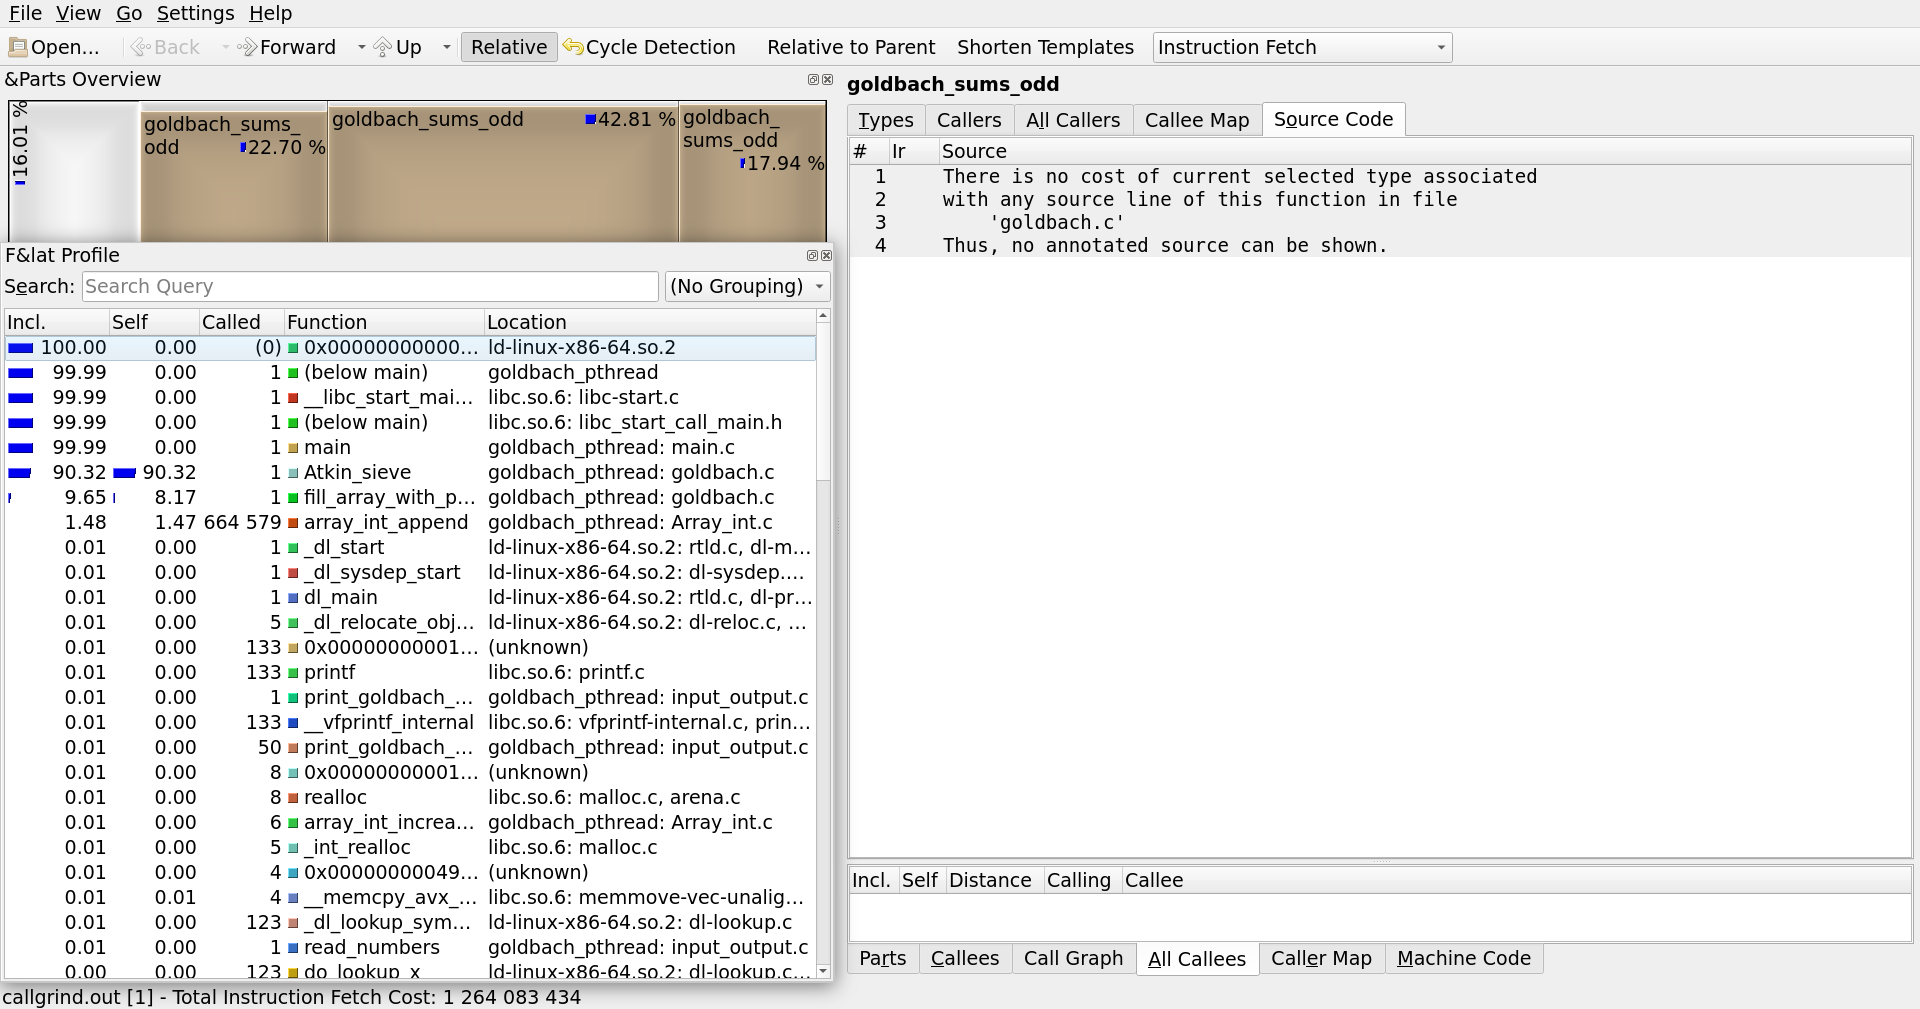 File View Go Settings Help
Open... Back Forward Up Relative Cycle Detection Relative to Parent Shorten Templates Instruction Fetch
&Parts Overview
16.01 %
goldbach_sums_
odd
22.70 %
goldbach_sums_odd 42.81 %
goldbach_
sums_odd
17.94 %
F&lat Profile
Search: Search Query (No Grouping)
Incl. Self Called Function Location
100.00 0.00 (0) 0x00000000000... ld-linux-x86-64.so.2
99.99 0.00 1 (below main) goldbach_pthread
99.99 0.00 1 __libc_start_mai... libc.so.6: libc-start.c
99.99 0.00 1 (below main) libc.so.6: libc_start_call_main.h
99.99 0.00 1 main goldbach_pthread: main.c
90.32 90.32 1 Atkin_sieve goldbach_pthread: goldbach.c
9.65 8.17 1 fill_array_with_p... goldbach_pthread: goldbach.c
1.48 1.47 664 579 array_int_append goldbach_pthread: Array_int.c
0.01 0.00 1 _dl_start ld-linux-x86-64.so.2: rtld.c, dl-m...
0.01 0.00 1 _dl_sysdep_start ld-linux-x86-64.so.2: dl-sysdep....
0.01 0.00 1 dl_main ld-linux-x86-64.so.2: rtld.c, dl-pr...
0.01 0.00 5 _dl_relocate_obj... ld-linux-x86-64.so.2: dl-reloc.c, ...
0.01 0.00 133 0x00000000001... (unknown)
0.01 0.00 133 printf libc.so.6: printf.c
0.01 0.00 1 print_goldbach_... goldbach_pthread: input_output.c
0.01 0.00 133 __vfprintf_internal libc.so.6: vfprintf-internal.c, prin...
0.01 0.00 50 print_goldbach_... goldbach_pthread: input_output.c
0.01 0.00 8 0x00000000001... (unknown)
0.01 0.00 8 realloc libc.so.6: malloc.c, arena.c
0.01 0.00 6 array_int_increa... goldbach_pthread: Array_int.c
0.01 0.00 5 _int_realloc libc.so.6: malloc.c
0.01 0.00 4 0x00000000049... (unknown)
0.01 0.01 4 __memcpy_avx_... libc.so.6: memmove-vec-unalig...
0.01 0.00 123 _dl_lookup_sym... ld-linux-x86-64.so.2: dl-lookup.c
0.01 0.00 1 read_numbers goldbach_pthread: input_output.c
0.00 0.00 123 do_lookup_x ld-linux-x86-64.so.2: dl-lookup.c...
callgrind.out [1] - Total Instruction Fetch Cost: 1 264 083 434
goldbach_sums_odd
Types Callers All Callers Callee Map Source Code
# Ir Source
1 There is no cost of current selected type associated
2 with any source line of this function in file
3 'goldbach.c'
4 Thus, no annotated source can be shown.
Incl. Self Distance Calling Callee
Parts Callees Call Graph All Callees Caller Map Machine Code